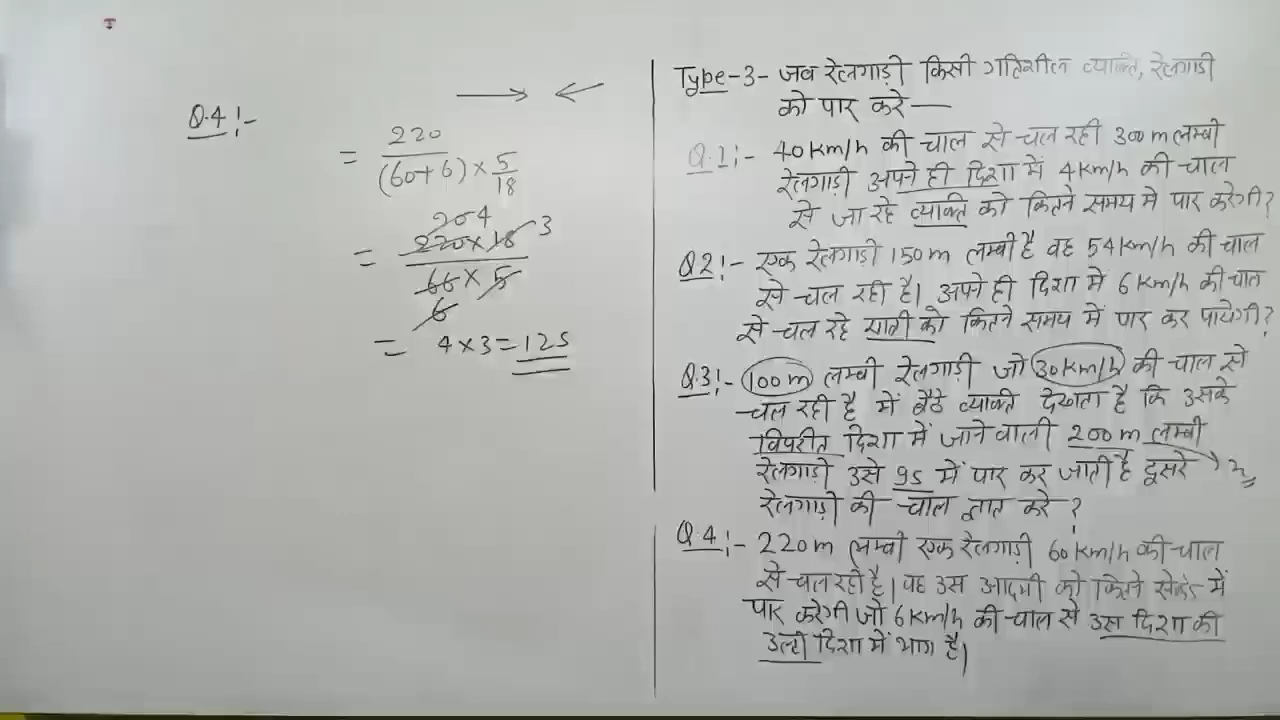 Q.4!-
= 220
(60+6) × 5/18
= 220 × 18 3
66 × 5
6
= 4 × 3 = 12s
Type-3- जब रेलगाड़ी किसी गतिशील व्यक्ति, रेलगाड़ी
को पार करे—
Q.1!- 40 Km/h की चाल से चल रही 300 m लम्बी
रेलगाड़ी अपने ही दिशा में 4 Km/h की चाल
से जा रहे व्यक्ति को कितने समय मे पार करेगी?
Q2!- एक रेलगाड़ी 150 m लम्बी है वह 54 Km/h की चाल
से चल रही है। अपने ही दिशा मे 6 Km/h की चाल
से चल रहे यात्री को कितने समय में पार कर पायेगी?
Q.3!- 100 m लम्बी रेलगाड़ी जो 30 Km/h की चाल से
चल रही है में बैठे व्यक्ति देखता है कि उसके
विपरीत दिशा में जाने वाली 200 m लम्बी
रेलगाड़ी उसे 9s में पार कर जाती है दूसरे
रेलगाड़ी की चाल ज्ञात करे?
Q.4!- 220 m लम्बी एक रेलगाड़ी 60 Km/h की चाल
से चल रही है। वह उस आदमी को कितने सेकंड में
पार करेगी जो 6 Km/h की चाल से उस दिशा की
उल्टी दिशा में भाग है।